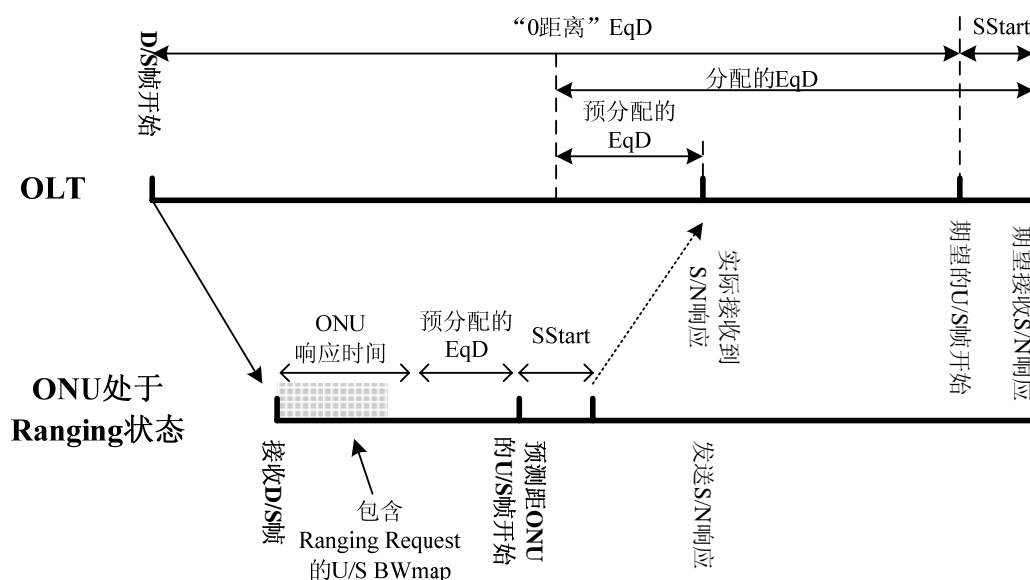 “0距离” EqD
SStart
分配的EqD
预分配的
EqD
D/S帧开始
OLT
实际接收到
S/N响应
期望的U/S帧开始
期望接收S/N响应
ONU
响应时间
预分配的
EqD
SStart
ONU处于
Ranging状态
接收D/S帧
包含
Ranging Request
的U/S BWmap
预测距ONU
的U/S帧开始
发送S/N响应